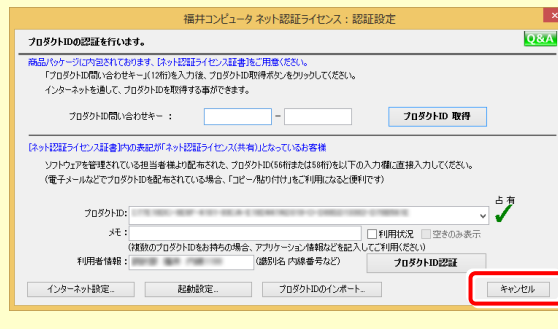 福井コンピュータ ネット認証ライセンス：認証設定
×
プロダクトIDの認証を行います。
Q&A
商品パッケージに内包されております、[ネット認証ライセンス証書]をご用意ください。
「プロダクトID問い合わせキー」(12桁)を入力後、プロダクトID取得ボタンをクリックしてください。
インターネットを通して、プロダクトIDを取得する事ができます。
プロダクトID問い合わせキー ： － プロダクトID 取得
[ネット認証ライセンス証書]内の表記が「ネット認証ライセンス(共有)」となっているお客様
ソフトウェアを管理されている担当者様より配布された、プロダクトID(56桁または58桁)を以下の入力欄に直接入力してください。
(電子メールなどでプロダクトIDを配布されている場合、「コピー/貼り付け」をご利用になると便利です)
占有
プロダクトID:
メモ : 利用状況 空きのみ表示
(複数のプロダクトIDをお持ちの場合、アプリケーション情報などを記入してご利用ください)
利用者情報 : (識別名 内線番号など) プロダクトID認証
インターネット設定... 起動設定... プロダクトIDのインポート... キャンセル